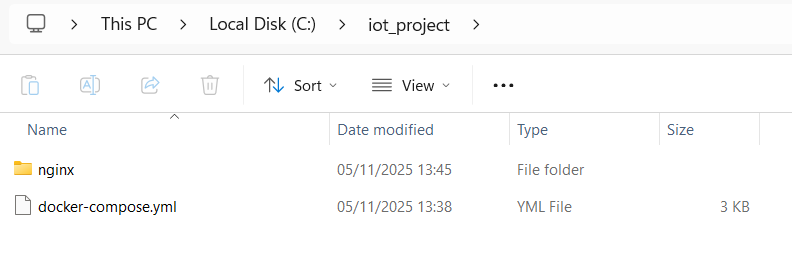 This PC > Local Disk (C:) > iot_project >
Sort View
Name Date modified Type Size
nginx 05/11/2025 13:45 File folder
docker-compose.yml 05/11/2025 13:38 YML File 3 KB